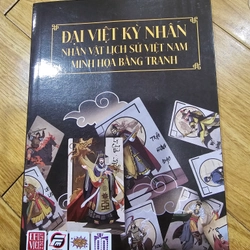 ĐẠI VIỆT KỲ NHÂN
NHÂN VẬT LỊCH SỬ VIỆT NAM
MINH HỌA BẰNG TRANH